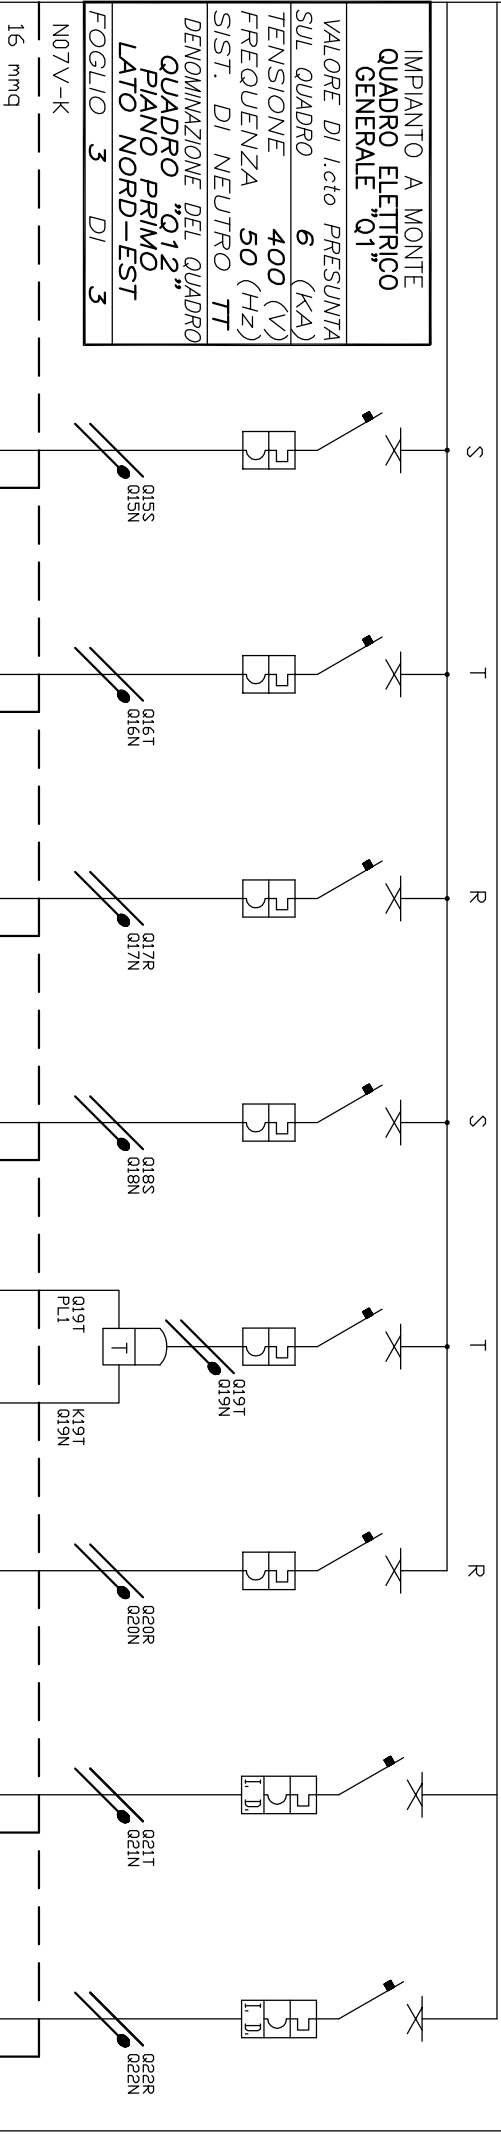 IMPIANTO A MONTE
QUADRO ELETTRICO
GENERALE "Q1"
VALORE DI I.cto PRESUNTA
SUL QUADRO 6 (KA)
TENSIONE 400 (V)
FREQUENZA 50 (Hz)
SIST. DI NEUTRO TT
DENOMINAZIONE DEL QUADRO
QUADRO "Q12"
PIANO PRIMO
LATO NORD-EST
FOGLIO 3 DI 3
N07V-K
16 mmq
S
T
R
S
T
R
Q15S
Q15N
Q16T
Q16N
Q17R
Q17N
Q18S
Q18N
Q19T
Q19N
T
Q19T
PL1
K19T
Q19N
Q20R
Q20N
I. D.
Q21T
Q21N
I. D.
Q22R
Q22N